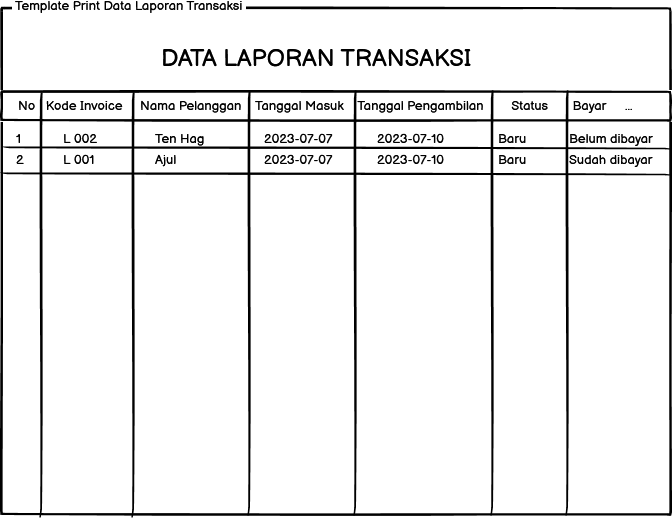 Template Print Data Laporan Transaksi
DATA LAPORAN TRANSAKSI
No Kode Invoice Nama Pelanggan Tanggal Masuk Tanggal Pengambilan Status Bayar ...
1 L 002 Ten Hag 2023-07-07 2023-07-10 Baru Belum dibayar
2 L 001 Ajul 2023-07-07 2023-07-10 Baru Sudah dibayar